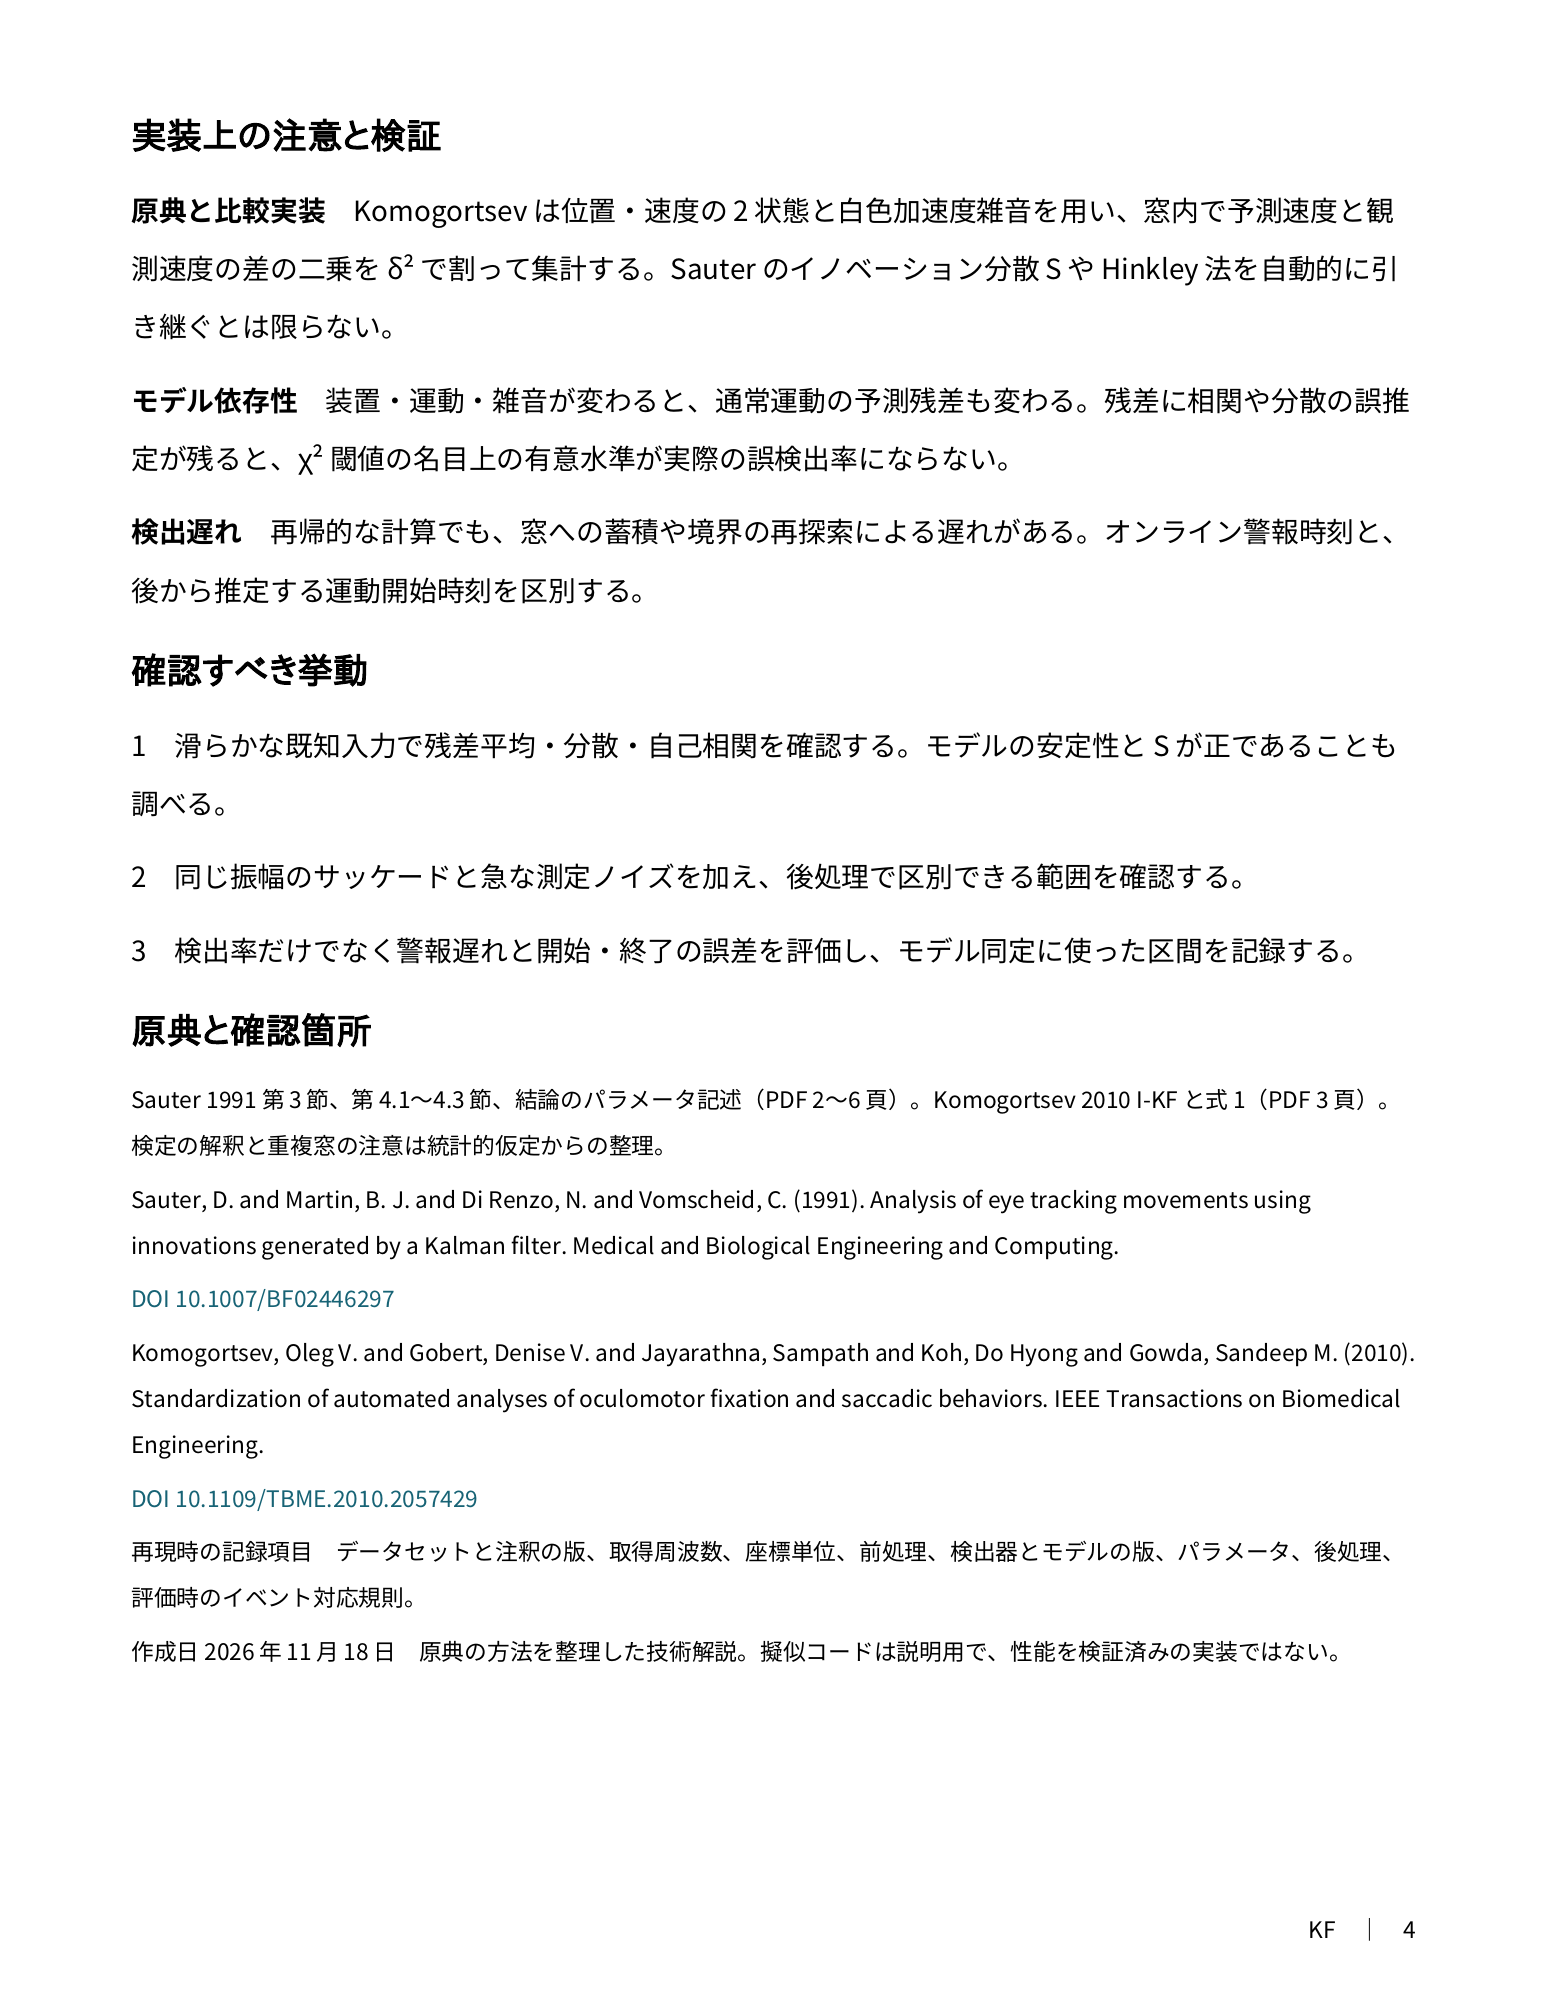 実装上の注意と検証
原典と比較実装　Komogortsev は位置・速度の 2 状態と白色加速度雑音を用い、窓内で予測速度と観
測速度の差の二乗を δ² で割って集計する。Sauter のイノベーション分散 S や Hinkley 法を自動的に引
き継ぐとは限らない。
モデル依存性　装置・運動・雑音が変わると、通常運動の予測残差も変わる。残差に相関や分散の誤推
定が残ると、χ² 閾値の名目上の有意水準が実際の誤検出率にならない。
検出遅れ　再帰的な計算でも、窓への蓄積や境界の再探索による遅れがある。オンライン警報時刻と、
後から推定する運動開始時刻を区別する。
確認すべき挙動
1　滑らかな既知入力で残差平均・分散・自己相関を確認する。モデルの安定性と S が正であることも
調べる。
2　同じ振幅のサッケードと急な測定ノイズを加え、後処理で区別できる範囲を確認する。
3　検出率だけでなく警報遅れと開始・終了の誤差を評価し、モデル同定に使った区間を記録する。
原典と確認箇所
Sauter 1991 第 3 節、第 4.1〜4.3 節、結論のパラメータ記述（PDF 2〜6 頁）。Komogortsev 2010 I-KF と式 1（PDF 3 頁）。
検定の解釈と重複窓の注意は統計的仮定からの整理。
Sauter, D. and Martin, B. J. and Di Renzo, N. and Vomscheid, C. (1991). Analysis of eye tracking movements using
innovations generated by a Kalman filter. Medical and Biological Engineering and Computing.
DOI 10.1007/BF02446297
Komogortsev, Oleg V. and Gobert, Denise V. and Jayarathna, Sampath and Koh, Do Hyong and Gowda, Sandeep M. (2010).
Standardization of automated analyses of oculomotor fixation and saccadic behaviors. IEEE Transactions on Biomedical
Engineering.
DOI 10.1109/TBME.2010.2057429
再現時の記録項目　データセットと注釈の版、取得周波数、座標単位、前処理、検出器とモデルの版、パラメータ、後処理、
評価時のイベント対応規則。
作成日 2026 年 11 月 18 日　原典の方法を整理した技術解説。擬似コードは説明用で、性能を検証済みの実装ではない。
KF ｜ 4